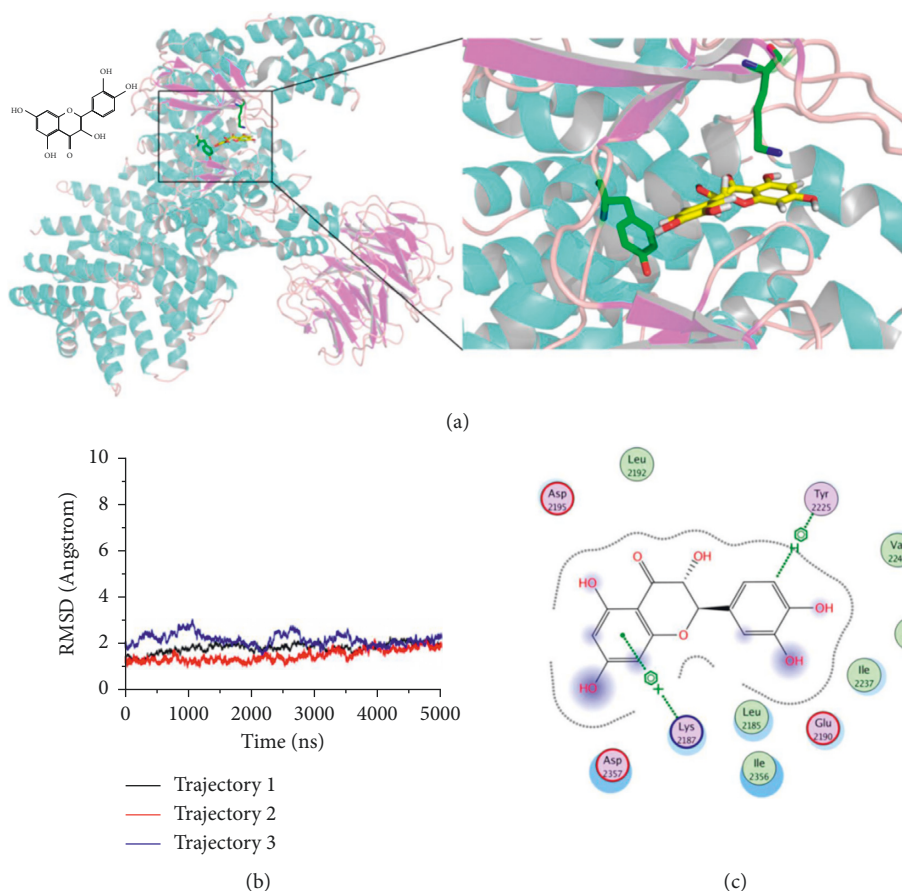 OH
OH
HO
O
OH
OH
O
(a)
10
8
6
4
2
0
RMSD (Angstrom)
0 1000 2000 3000 4000 5000
Time (ns)
Trajectory 1
Trajectory 2
Trajectory 3
(b)
Leu
2192
Asp
2195
Tyr
2225
H
O
OH
HO
O
OH
OH
HO
+
Ile
2237
Lys
2187
Leu
2185
Glu
2190
Asp
2357
Ile
2356
(c)